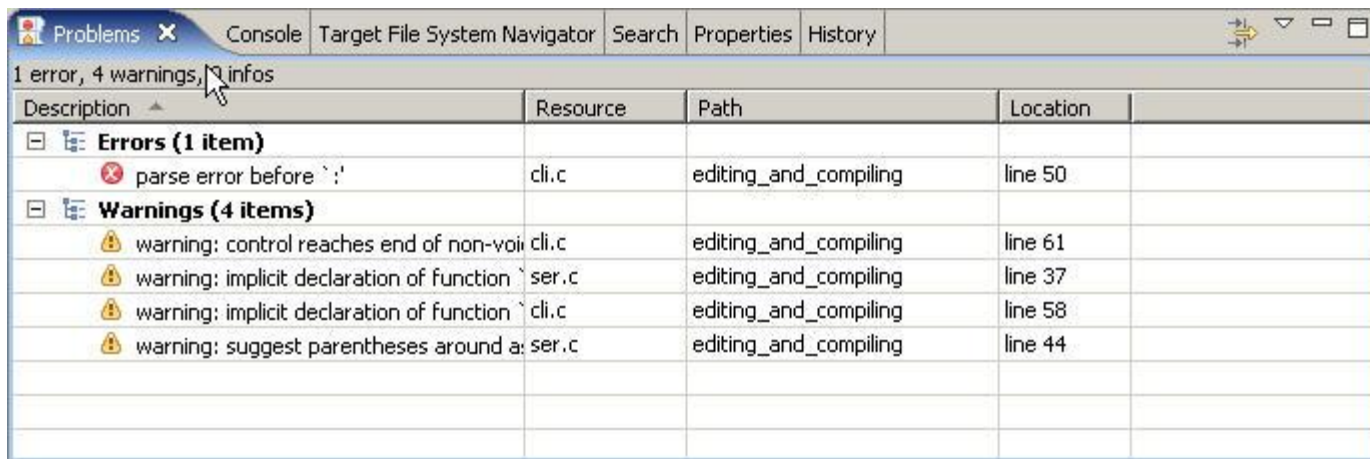 Problems Console Target File System Navigator Search Properties History
1 error, 4 warnings, 0 infos
Description Resource Path Location
Errors (1 item)
parse error before `:' cli.c editing_and_compiling line 50
Warnings (4 items)
warning: control reaches end of non-voi cli.c editing_and_compiling line 61
warning: implicit declaration of function ` ser.c editing_and_compiling line 37
warning: implicit declaration of function ` cli.c editing_and_compiling line 58
warning: suggest parentheses around a ser.c editing_and_compiling line 44